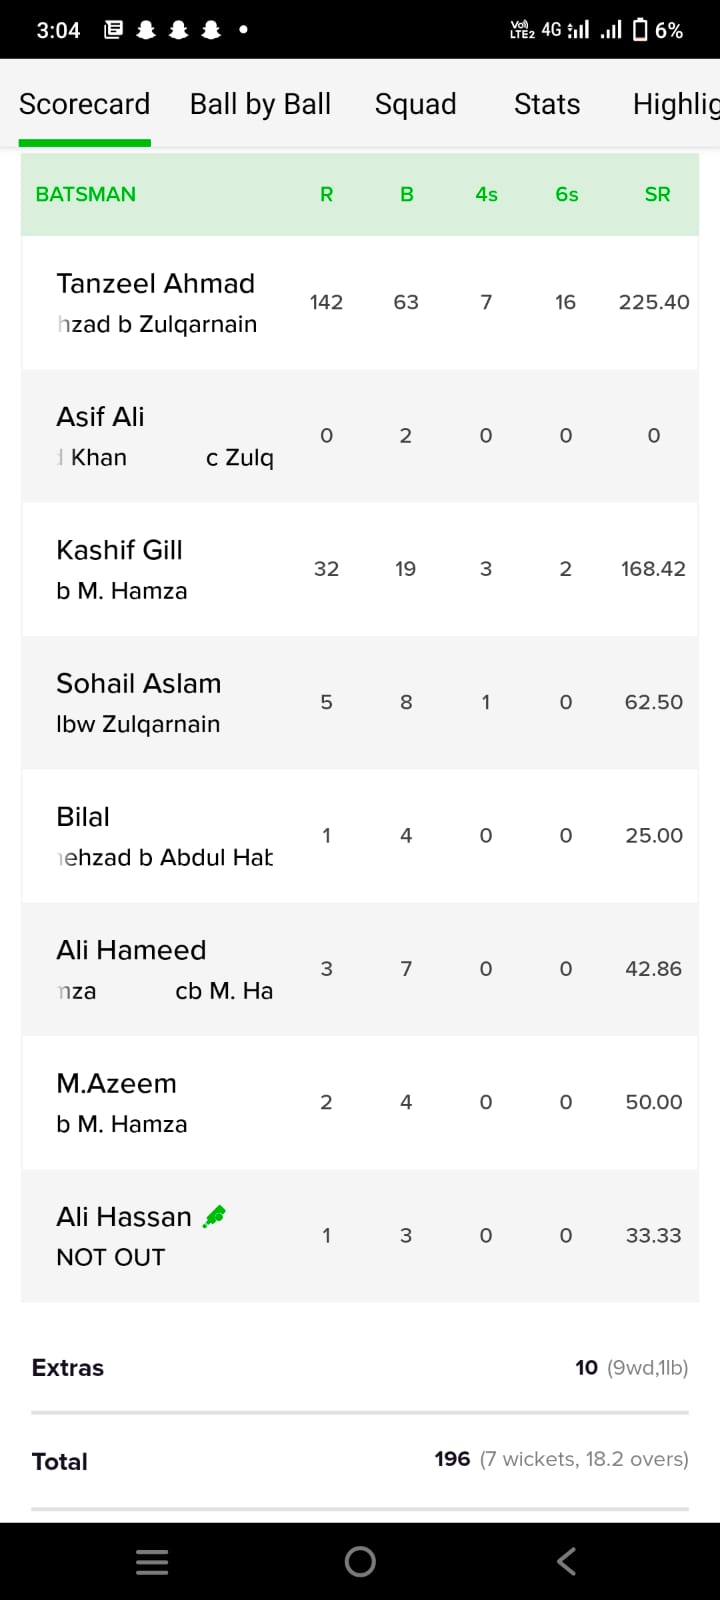 3:04 Vo) LTE2 4G 6%
Scorecard Ball by Ball Squad Stats Highlig
BATSMAN R B 4s 6s SR
Tanzeel Ahmad
hzad b Zulqarnain
142 63 7 16 225.40
Asif Ali
Khan c Zulq
0 2 0 0 0
Kashif Gill
b M. Hamza
32 19 3 2 168.42
Sohail Aslam
lbw Zulqarnain
5 8 1 0 62.50
Bilal
ehzad b Abdul Hab
1 4 0 0 25.00
Ali Hameed
mza cb M. Ha
3 7 0 0 42.86
M.Azeem
b M. Hamza
2 4 0 0 50.00
Ali Hassan
NOT OUT
1 3 0 0 33.33
Extras 10 (9wd,1lb)
Total 196 (7 wickets, 18.2 overs)